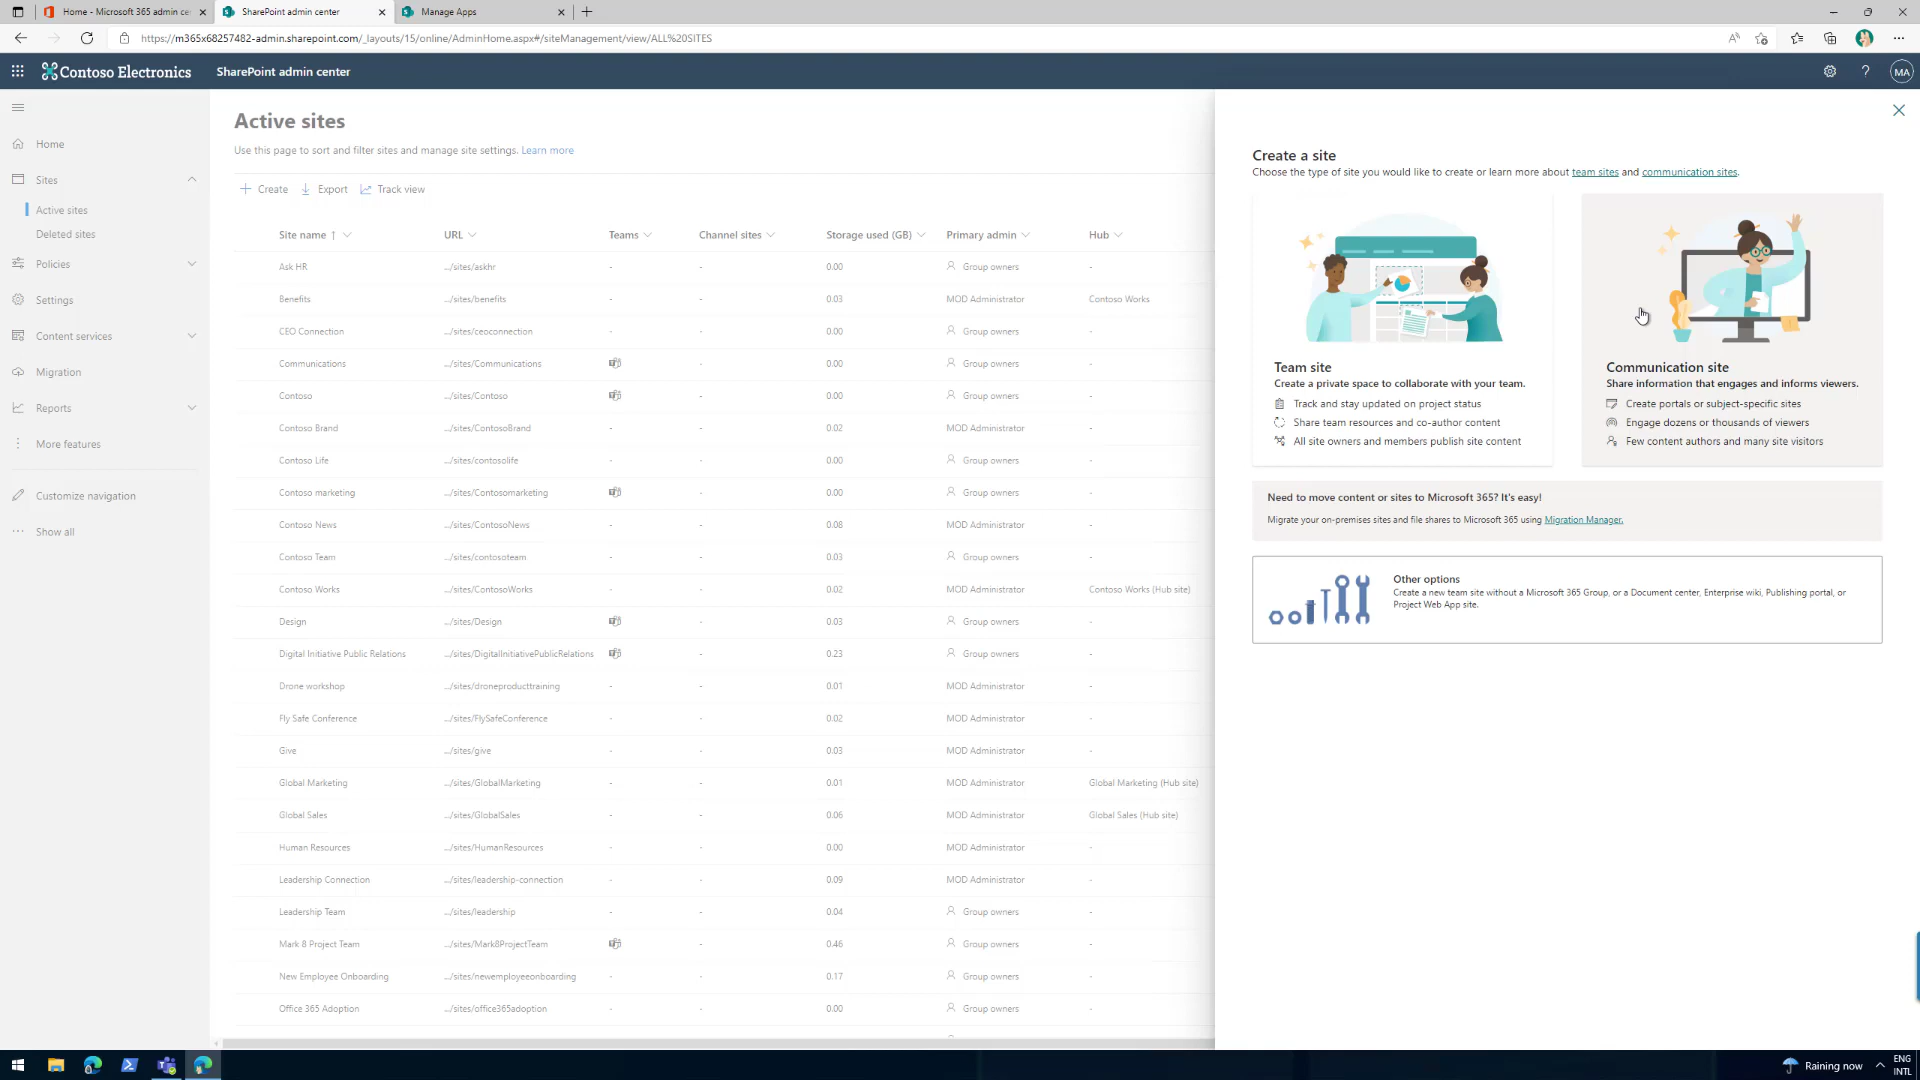 Home - Microsoft 365 admin ce
SharePoint admin center
Manage Apps
https://m365x68257482-admin.sharepoint.com/_layouts/15/online/AdminHome.aspx#/siteManagement/view/ALL%20SITES
Contoso Electronics
SharePoint admin center
MA
Home
Sites
Active sites
Deleted sites
Policies
Settings
Content services
Migration
Reports
More features
Customize navigation
Show all
Active sites
Use this page to sort and filter sites and manage site settings. Learn more
Create Export Track view
Site name ↑ URL Teams Channel sites Storage used (GB) Primary admin Hub
Ask HR .../sites/askhr - - 0.00 Group owners -
Benefits .../sites/benefits - - 0.03 MOD Administrator Contoso Works
CEO Connection .../sites/ceoconnection - - 0.00 Group owners -
Communications .../sites/Communications - 0.00 Group owners -
Contoso .../sites/Contoso - 0.00 Group owners -
Contoso Brand .../sites/ContosoBrand - - 0.02 MOD Administrator -
Contoso Life .../sites/contosolife - - 0.00 Group owners -
Contoso marketing .../sites/Contosomarketing - 0.00 Group owners -
Contoso News .../sites/ContosoNews - - 0.08 MOD Administrator -
Contoso Team .../sites/contosoteam - - 0.03 Group owners -
Contoso Works .../sites/ContosoWorks - - 0.02 MOD Administrator Contoso Works (Hub site)
Design .../sites/Design - 0.03 Group owners -
Digital Initiative Public Relations .../sites/DigitalInitiativePublicRelations - 0.23 Group owners -
Drone workshop .../sites/droneproducttraining - - 0.01 MOD Administrator -
Fly Safe Conference .../sites/FlySafeConference - - 0.02 MOD Administrator -
Give .../sites/give - - 0.03 MOD Administrator -
Global Marketing .../sites/GlobalMarketing - - 0.01 MOD Administrator Global Marketing (Hub site)
Global Sales .../sites/GlobalSales - - 0.06 MOD Administrator Global Sales (Hub site)
Human Resources .../sites/HumanResources - - 0.00 MOD Administrator -
Leadership Connection .../sites/leadership-connection - - 0.09 MOD Administrator -
Leadership Team .../sites/leadership - - 0.04 Group owners -
Mark 8 Project Team .../sites/Mark8ProjectTeam - 0.46 Group owners -
New Employee Onboarding .../sites/newemployeeonboarding - - 0.17 Group owners -
Office 365 Adoption .../sites/office365adoption - - 0.00 Group owners -
Create a site
Choose the type of site you would like to create or learn more about team sites and communication sites.
Team site
Create a private space to collaborate with your team.
Track and stay updated on project status
Share team resources and co-author content
All site owners and members publish site content
Communication site
Share information that engages and informs viewers.
Create portals or subject-specific sites
Engage dozens or thousands of viewers
Few content authors and many site visitors
Need to move content or sites to Microsoft 365? It's easy!
Migrate your on-premises sites and file shares to Microsoft 365 using Migration Manager.
Other options
Create a new team site without a Microsoft 365 Group, or a Document center, Enterprise wiki, Publishing portal, or
Project Web App site.
Raining now
ENG
INTL